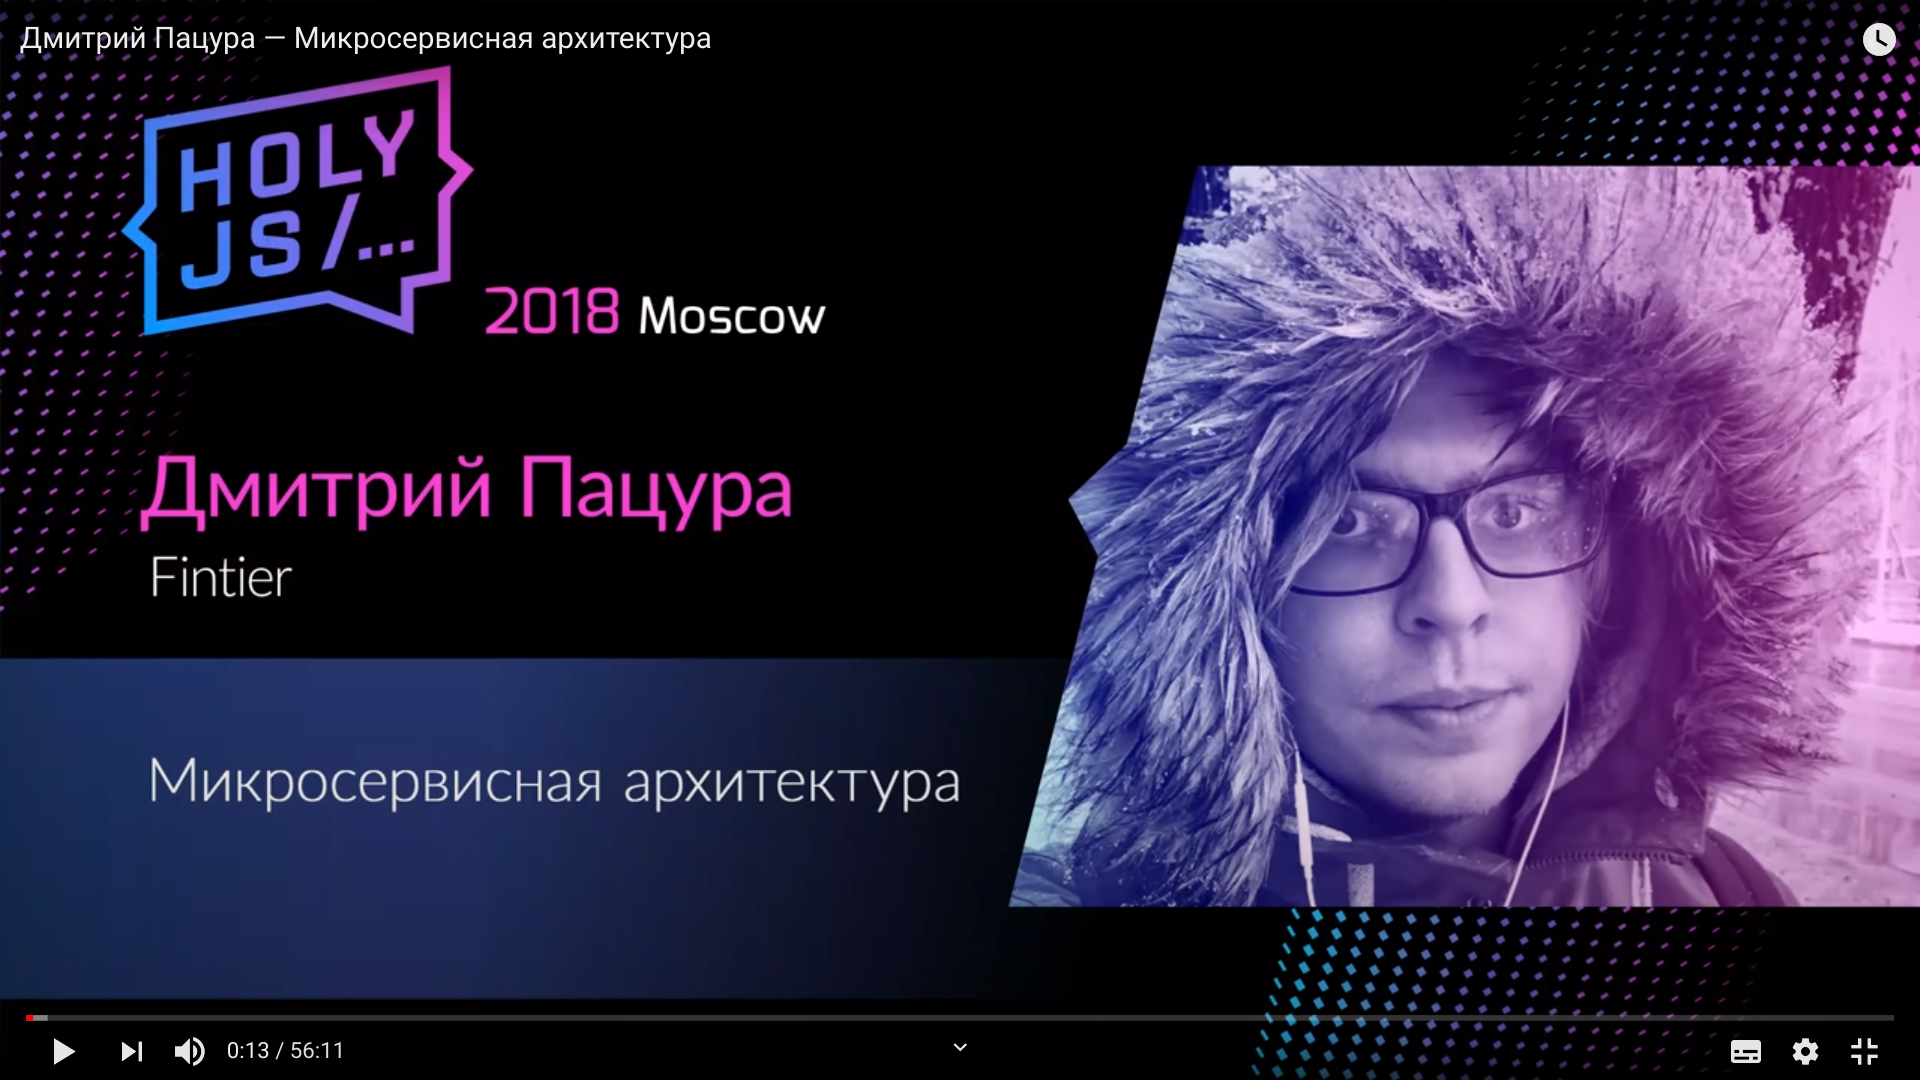 Дмитрий Пацура — Микросервисная архитектура
HOLY
JS/...
2018 Moscow
Дмитрий Пацура
Fintier
Микросервисная архитектура
0:13 / 56:11